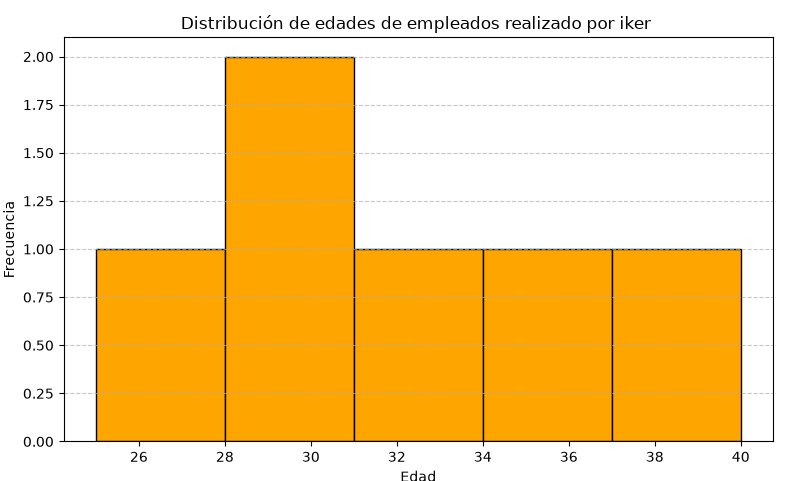 Distribución de edades de empleados realizado por iker
2.00
1.75
1.50
1.25
1.00
0.75
0.50
0.25
0.00
Frecuencia
26 28 30 32 34 36 38 40
Edad